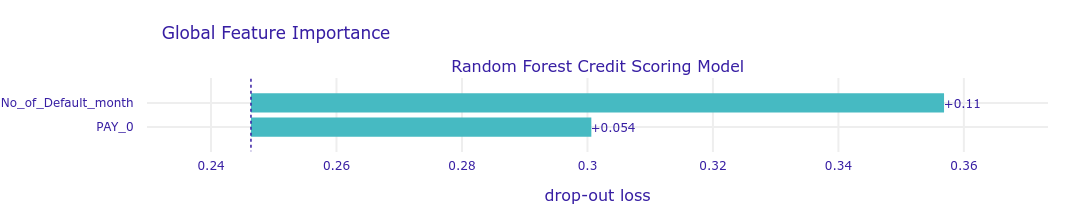 Global Feature Importance
Random Forest Credit Scoring Model
No_of_Default_month
+0.11
PAY_0
+0.054
0.24 0.26 0.28 0.3 0.32 0.34 0.36
drop-out loss